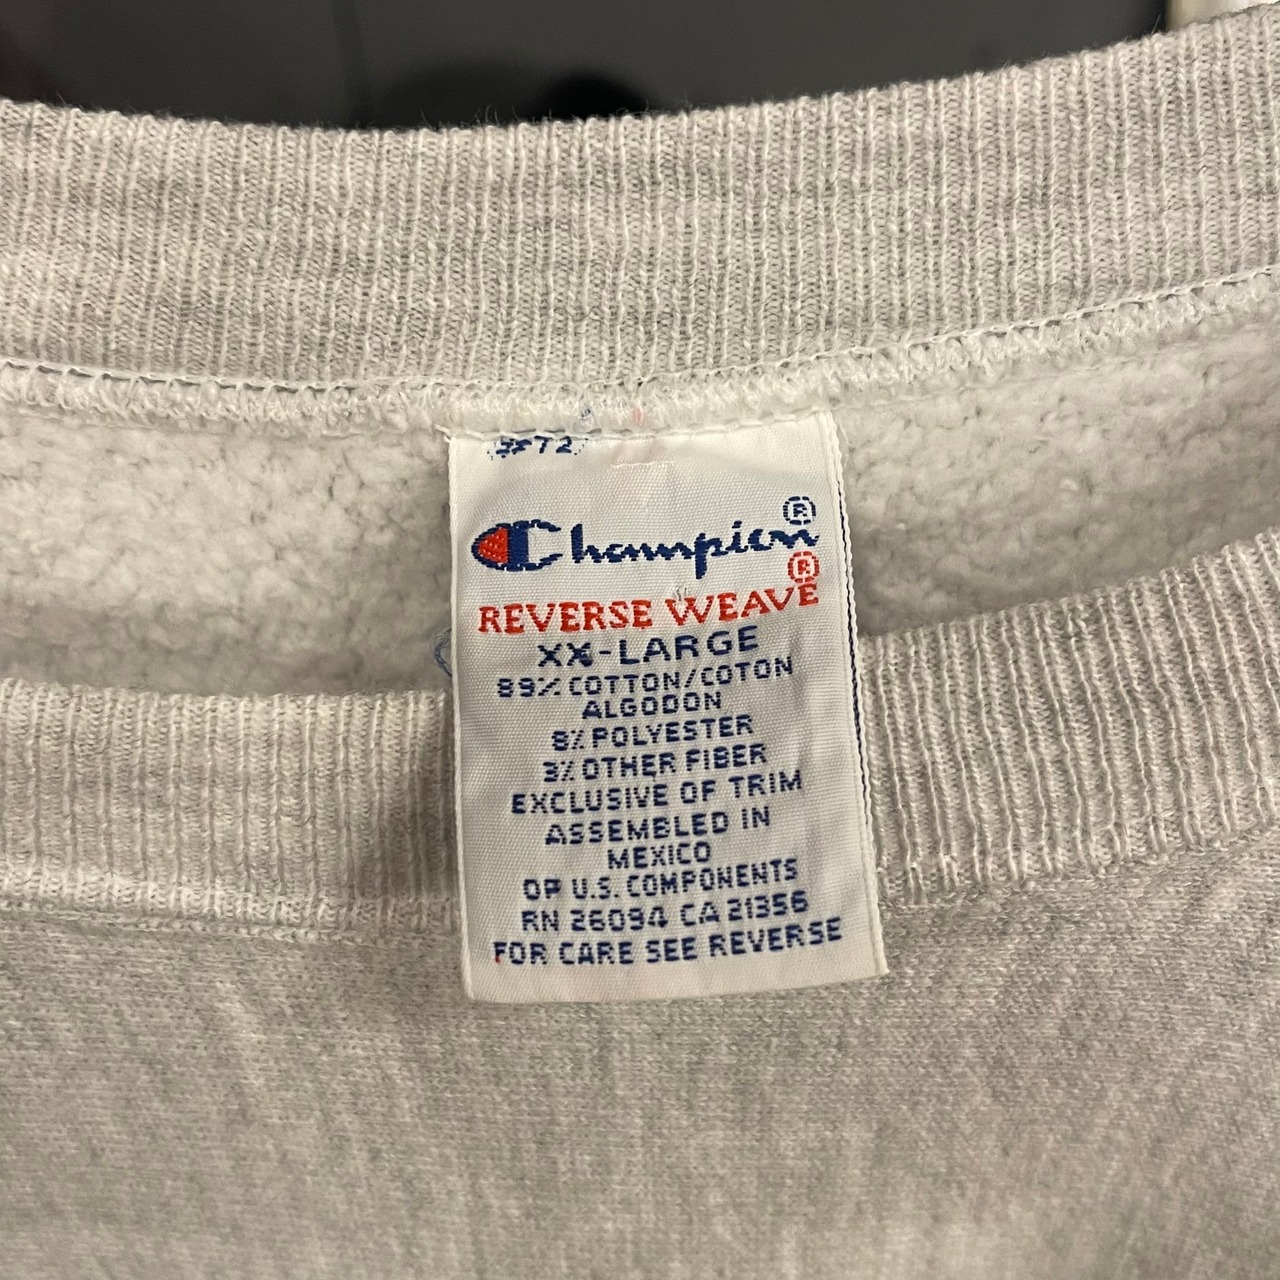 Champion®
REVERSE WEAVE®
XX-LARGE
89% COTTON/COTON
ALGODON
8% POLYESTER
3% OTHER FIBER
EXCLUSIVE OF TRIM
ASSEMBLED IN
MEXICO
OF U.S. COMPONENTS
RN 26094 CA 21356
FOR CARE SEE REVERSE